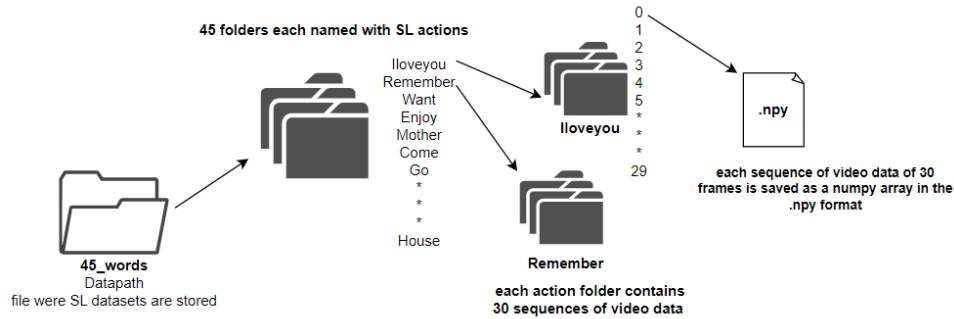 45 folders each named with SL actions
Iloveyou
Remember
Want
Enjoy
Mother
Come
Go
*
*
*
House
45_words
Datapath
file were SL datasets are stored
Iloveyou
Remember
each action folder contains
30 sequences of video data
0
1
2
3
4
5
*
*
*
29
.npy
each sequence of video data of 30
frames is saved as a numpy array in the
.npy format